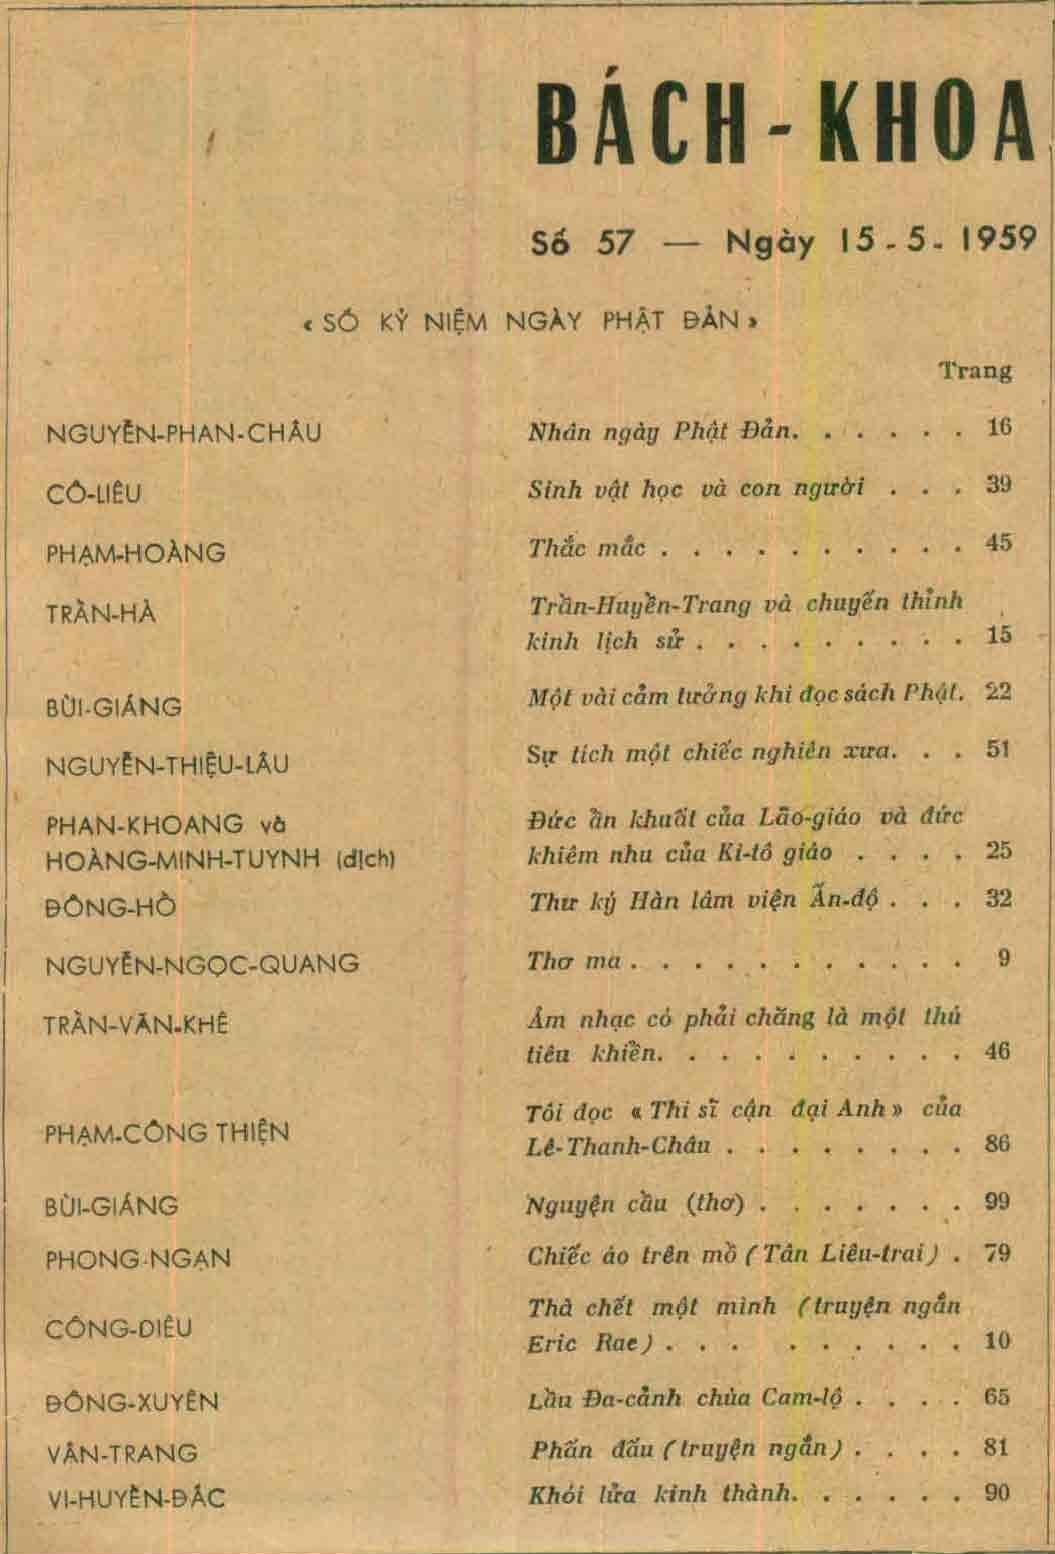 BÁCH - KHOA
Số 57 — Ngày 15 - 5 - 1959
« SỐ KỶ NIỆM NGÀY PHẬT ĐẢN »
Trang
NGUYỄN-PHAN-CHÂU Nhân ngày Phật Đản. . . . . . 16
CÔ-LIÊU Sinh vật học và con người . . . 39
PHẠM-HOÀNG Thắc mắc . . . . . . . . . . 45
TRẦN-HÀ Trần-Huyền-Trang và chuyến thỉnh
kinh lịch sử . . . . . . . . . 15
BÙI-GIÁNG Một vài cảm tưởng khi đọc sách Phật. 22
NGUYỄN-THIỆU-LÂU Sự tích một chiếc nghiên xưa. . . 51
PHAN-KHOANG và Đức ẩn khuất của Lão-giáo và đức
HOÀNG-MINH-TUYNH (dịch) khiêm nhu của Ki-tô giáo . . . . 25
ĐÔNG-HỒ Thư ký Hàn lâm viện Ấn-độ . . . 32
NGUYỄN-NGỌC-QUANG Thơ ma . . . . . . . . . . . 9
TRẦN-VĂN-KHÊ Âm nhạc có phải chăng là một thú
tiêu khiền. . . . . . . . . . 46
PHẠM-CÔNG THIỆN Tôi đọc « Thi sĩ cận đại Anh » của
Lê-Thanh-Châu . . . . . . . . 86
BÙI-GIÁNG Nguyện cầu (thơ) . . . . . . . 99
PHONG-NGẠN Chiếc áo trên mồ (Tân Liêu-trai) . 79
CÔNG-DIỆU Thà chết một mình (truyện ngắn
Eric Rae) . . . . . . . . . 10
ĐÔNG-XUYÊN Lầu Đa-cảnh chùa Cam-lộ . . . . 65
VÂN-TRANG Phấn đấu (truyện ngắn) . . . . 81
VI-HUYỀN-ĐẮC Khói lửa kinh thành. . . . . . 90